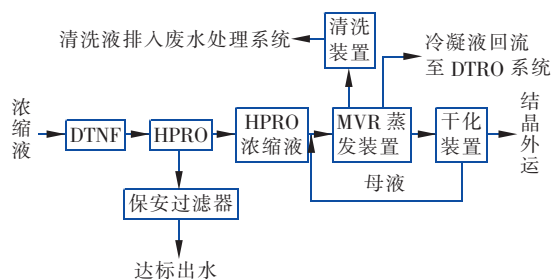 清洗液排入废水处理系统
清洗
装置
冷凝液回流
至 DTRO 系统
浓缩液
DTNF
HPRO
HPRO
浓缩液
MVR 蒸
发装置
干化
装置
结晶外运
母液
保安过滤器
达标出水